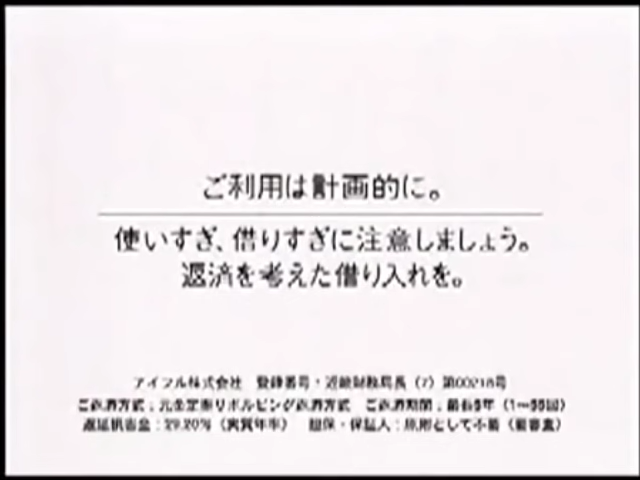 ご利用は計画的に。
使いすぎ、借りすぎに注意しましょう。
返済を考えた借り入れを。
アイフル株式会社 登録番号・近畿財務局長（7）第00218号
ご返済方式：元金定率リボルビング返済方式 ご返済期間：最長5年（1〜55回）
遅延損害金：29.20%（実質年率） 担保・保証人：原則として不要（要審査）